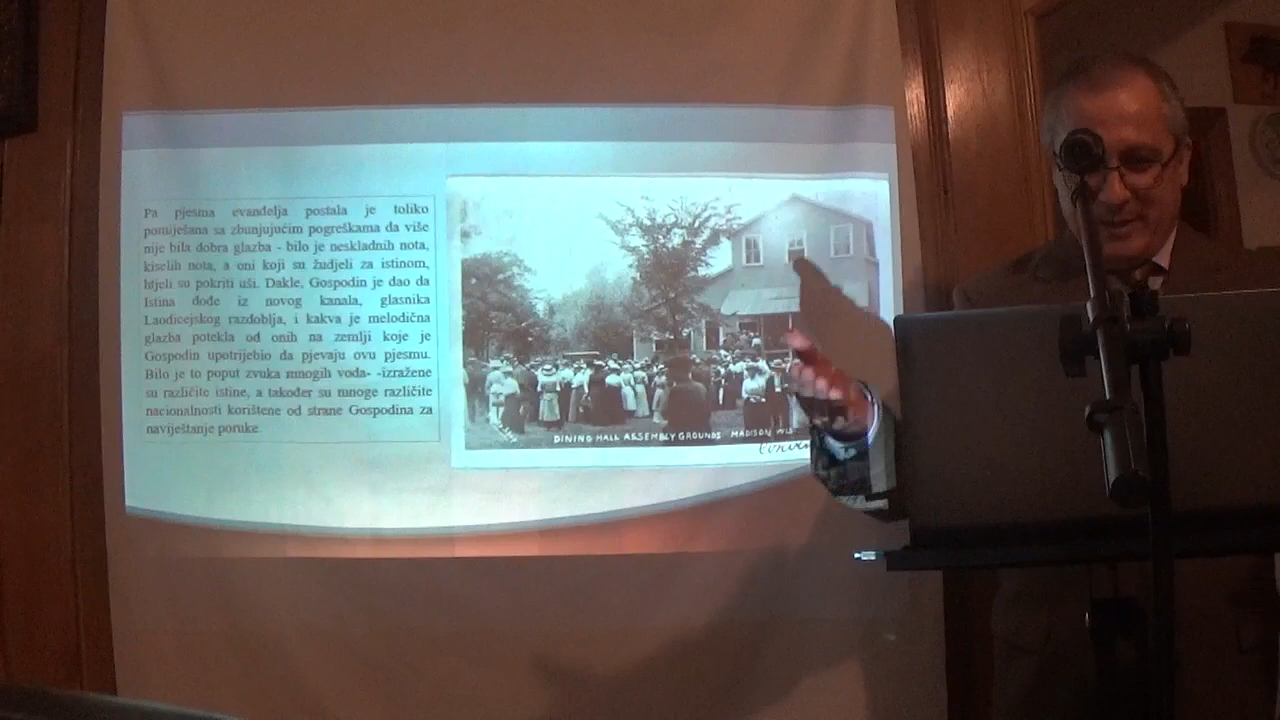 Pa pjesma evanđelja postala je toliko
pomiješana sa zbunjujućim pogreškama da više
nije bila dobra glazba - bilo je neskladnih nota,
kiselih nota, a oni koji su žudjeli za istinom,
htjeli su pokriti uši. Dakle, Gospodin je dao da
Istina dođe iz novog kanala, glasnika
Laodicejskog razdoblja, i kakva je melodična
glazba potekla od onih na zemlji koje je
Gospodin upotrijebio da pjevaju ovu pjesmu.
Bilo je to poput zvuka mnogih voda- -izražene
su različite istine, a također su mnoge različite
nacionalnosti korištene od strane Gospodina za
naviještanje poruke.
DINING HALL ASSEMBLY GROUNDS MADISON WIS